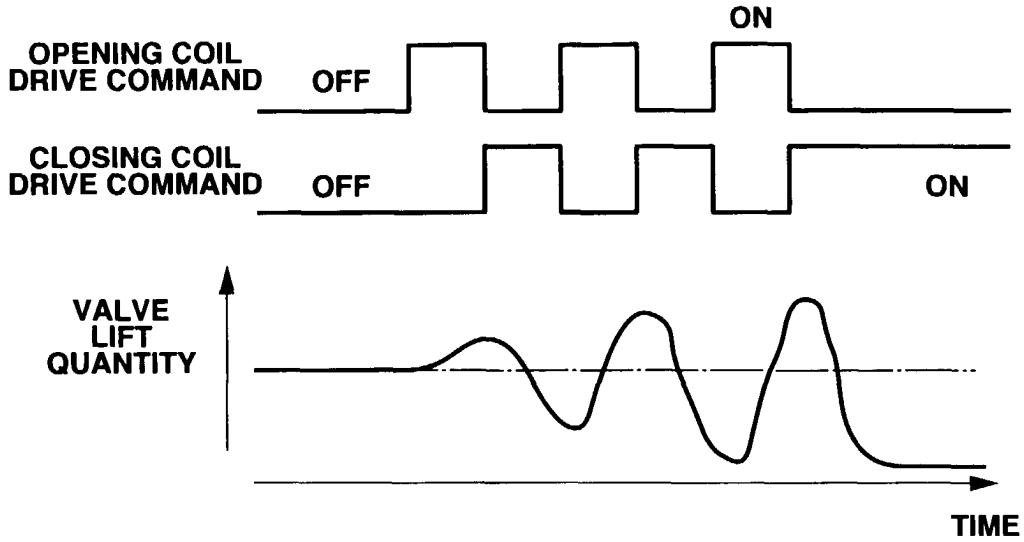 ON
OPENING COIL
DRIVE COMMAND
OFF
CLOSING COIL
DRIVE COMMAND
OFF
ON
VALVE
LIFT
QUANTITY
TIME